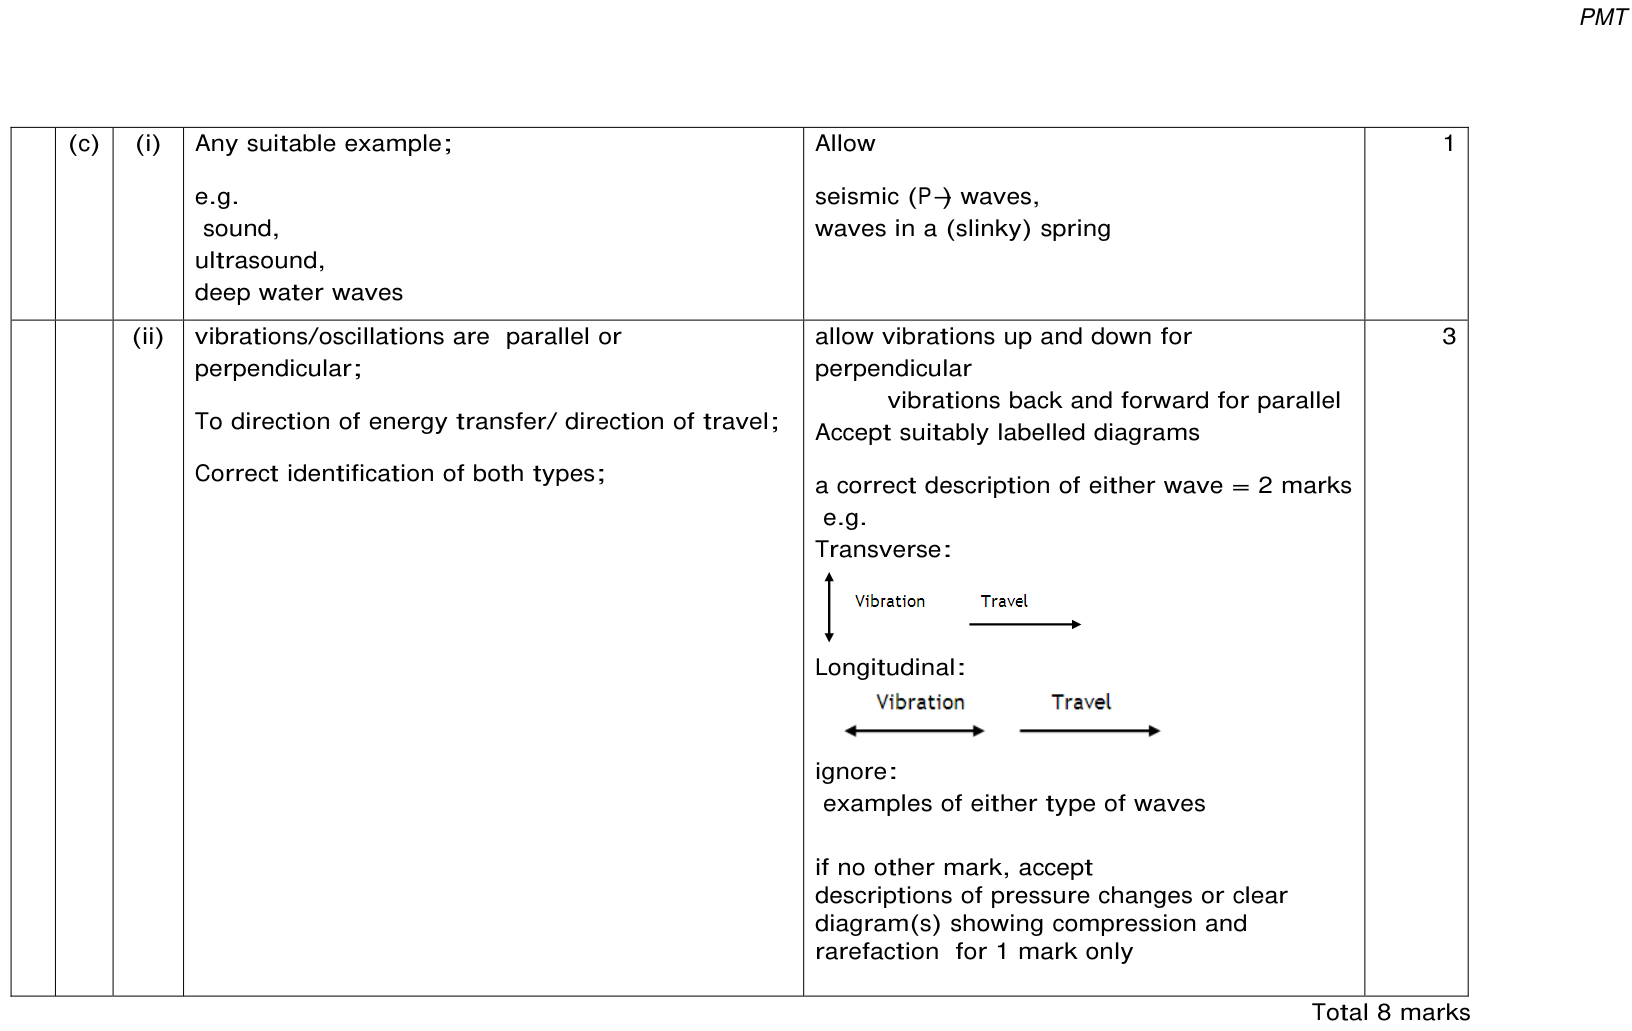 PMT
(c) (i) Any suitable example; Allow 1
e.g. seismic (P-) waves,
sound, waves in a (slinky) spring
ultrasound,
deep water waves
(ii) vibrations/oscillations are parallel or allow vibrations up and down for 3
perpendicular; perpendicular
vibrations back and forward for parallel
To direction of energy transfer/ direction of travel; Accept suitably labelled diagrams
Correct identification of both types; a correct description of either wave = 2 marks
e.g.
Transverse:
Vibration Travel
Longitudinal:
Vibration Travel
ignore:
examples of either type of waves
if no other mark, accept
descriptions of pressure changes or clear
diagram(s) showing compression and
rarefaction for 1 mark only
Total 8 marks